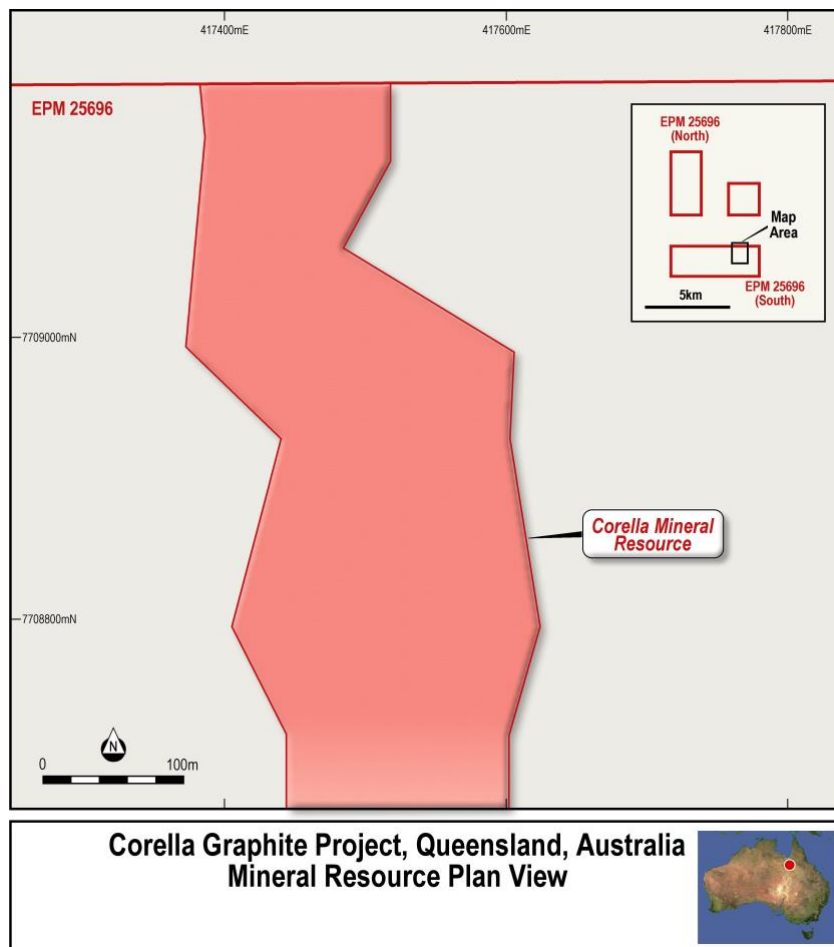 417400mE
417600mE
417800mE
EPM 25696
EPM 25696
(North)
Map
Area
5km
EPM 25696
(South)
7709000mN
Corella Mineral
Resource
7708800mN
N
0
100m
Corella Graphite Project, Queensland, Australia
Mineral Resource Plan View